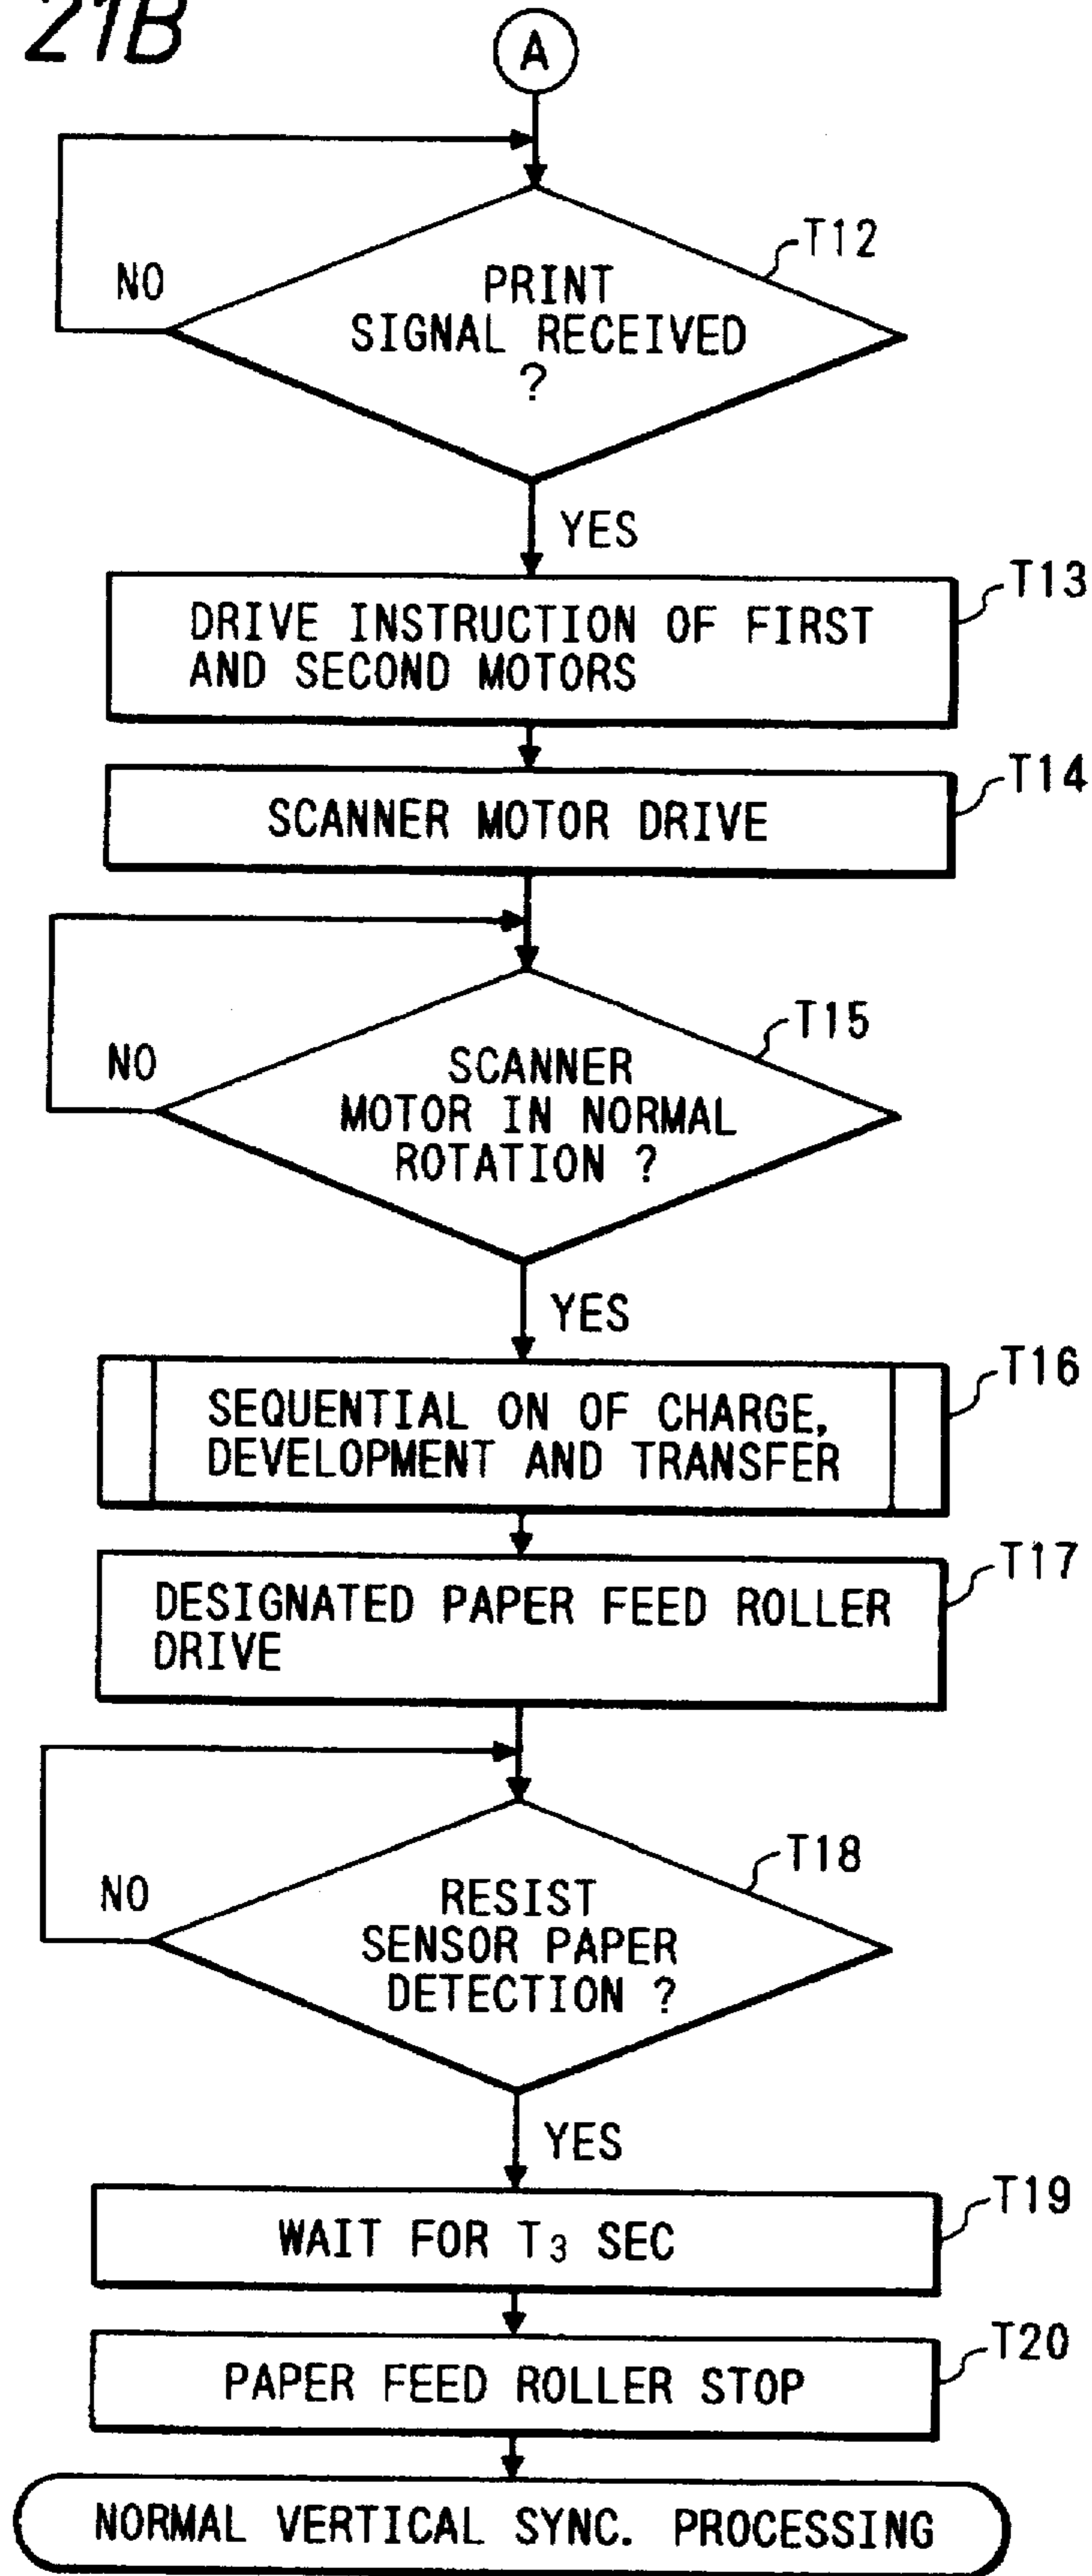 21B
A
T12
NO
PRINT
SIGNAL RECEIVED
?
YES
T13
DRIVE INSTRUCTION OF FIRST
AND SECOND MOTORS
T14
SCANNER MOTOR DRIVE
T15
NO
SCANNER
MOTOR IN NORMAL
ROTATION ?
YES
T16
SEQUENTIAL ON OF CHARGE,
DEVELOPMENT AND TRANSFER
T17
DESIGNATED PAPER FEED ROLLER
DRIVE
T18
NO
RESIST
SENSOR PAPER
DETECTION ?
YES
T19
WAIT FOR T3 SEC
T20
PAPER FEED ROLLER STOP
NORMAL VERTICAL SYNC. PROCESSING